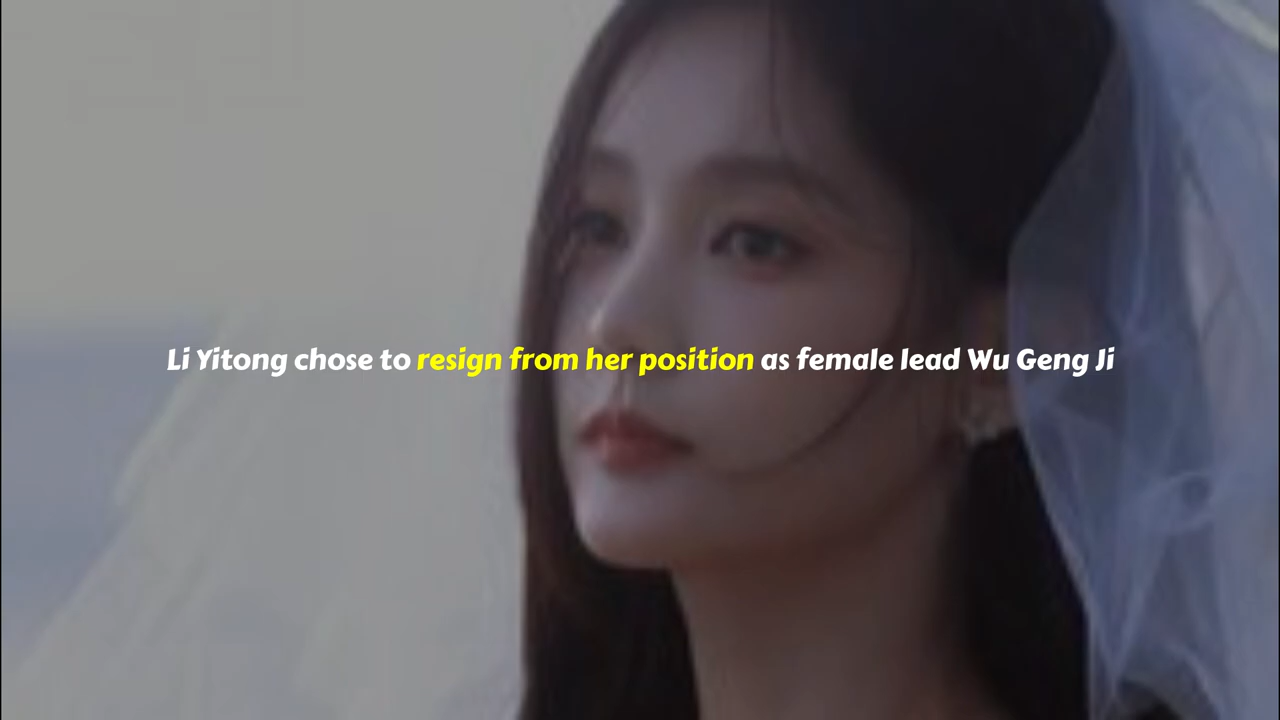 Li Yitong chose to resign from her position as female lead Wu Geng Ji